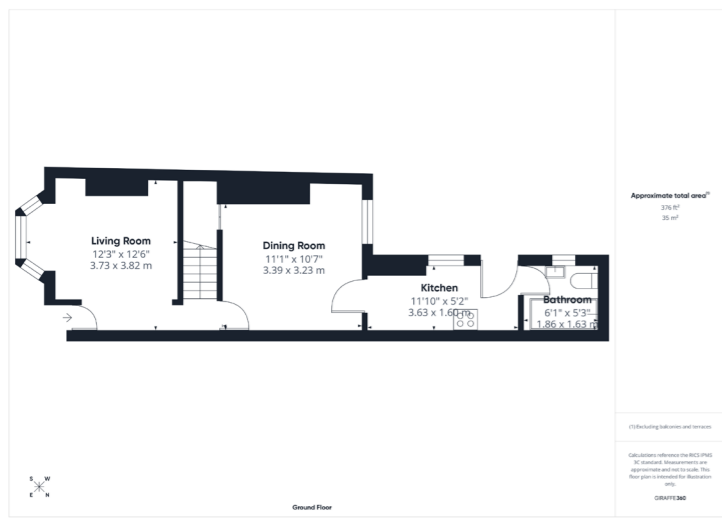 Living Room
12'3" x 12'6"
3.73 x 3.82 m
Dining Room
11'1" x 10'7"
3.39 x 3.23 m
Kitchen
11'10" x 5'2"
3.63 x 1.60 m
Bathroom
6'1" x 5'3"
1.86 x 1.63 m
Approximate total area(1)
376 ft²
35 m²
(1) Excluding balconies and terraces
Calculations reference the RICS IPMS
3C standard. Measurements are
approximate and not to scale. This
floor plan is intended for illustration
only.
GIRAFFE360
S W
E N
Ground Floor